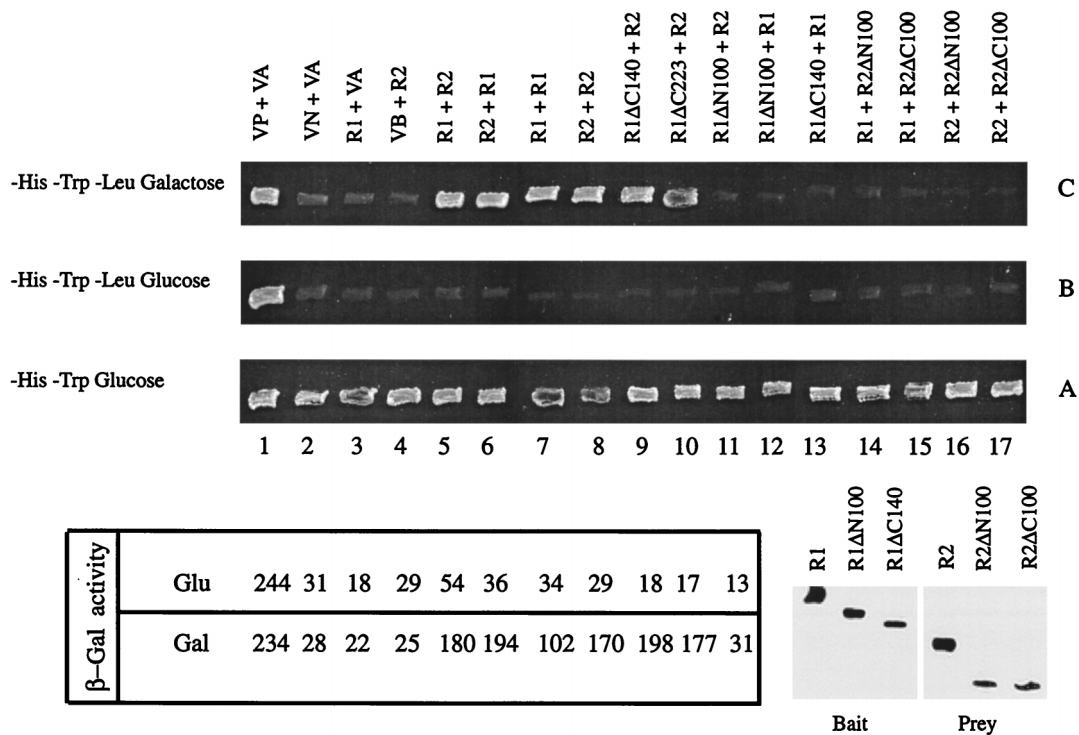 VP + VA
VN + VA
R1 + VA
VB + R2
R1 + R2
R2 + R1
R1 + R1
R2 + R2
R1ΔC140 + R2
R1ΔC223 + R2
R1ΔN100 + R2
R1ΔN100 + R1
R1ΔC140 + R1
R1 + R2ΔN100
R1 + R2ΔC100
R2 + R2ΔN100
R2 + R2ΔC100
-His -Trp -Leu Galactose C
-His -Trp -Leu Glucose B
-His -Trp Glucose A
1 2 3 4 5 6 7 8 9 10 11 12 13 14 15 16 17
β–Gal activity
Glu 244 31 18 29 54 36 34 29 18 17 13
Gal 234 28 22 25 180 194 102 170 198 177 31
R1
R1ΔN100
R1ΔC140
R2
R2ΔN100
R2ΔC100
Bait Prey